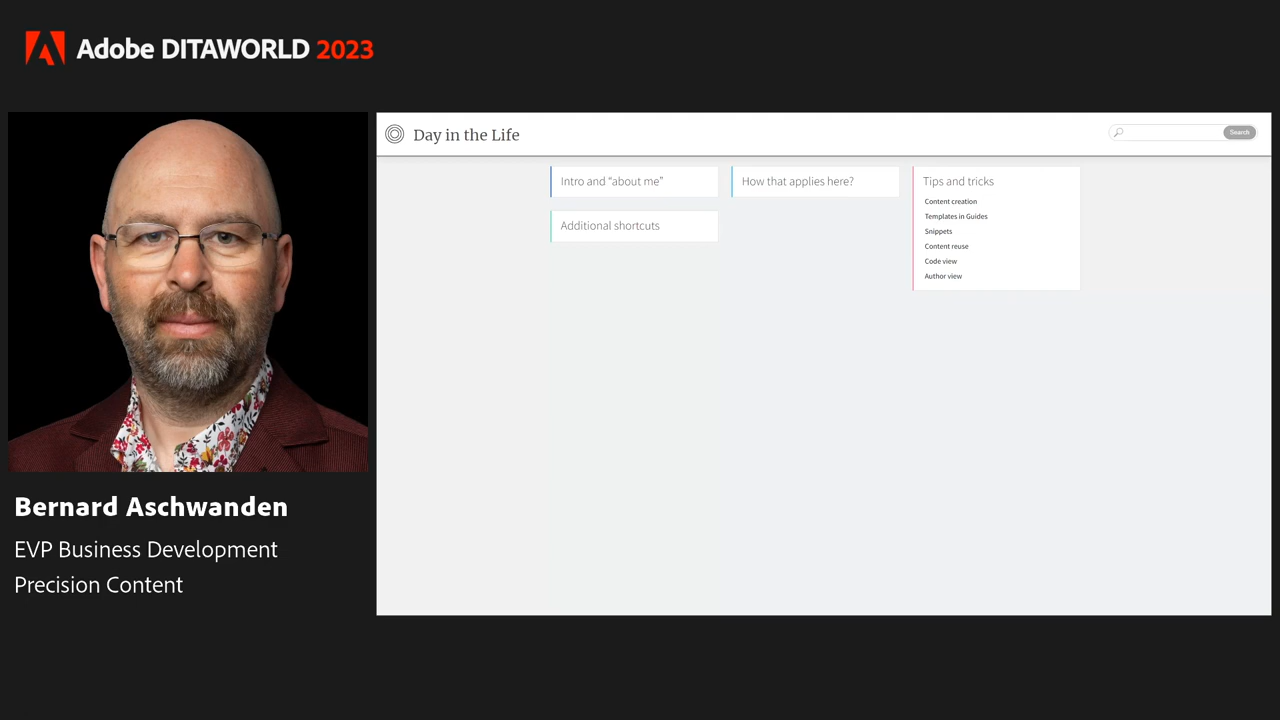 Adobe DITAWORLD 2023
Day in the Life
Search
Intro and “about me”
How that applies here?
Tips and tricks
Content creation
Templates in Guides
Snippets
Content reuse
Code view
Author view
Additional shortcuts
Bernard Aschwanden
EVP Business Development
Precision Content